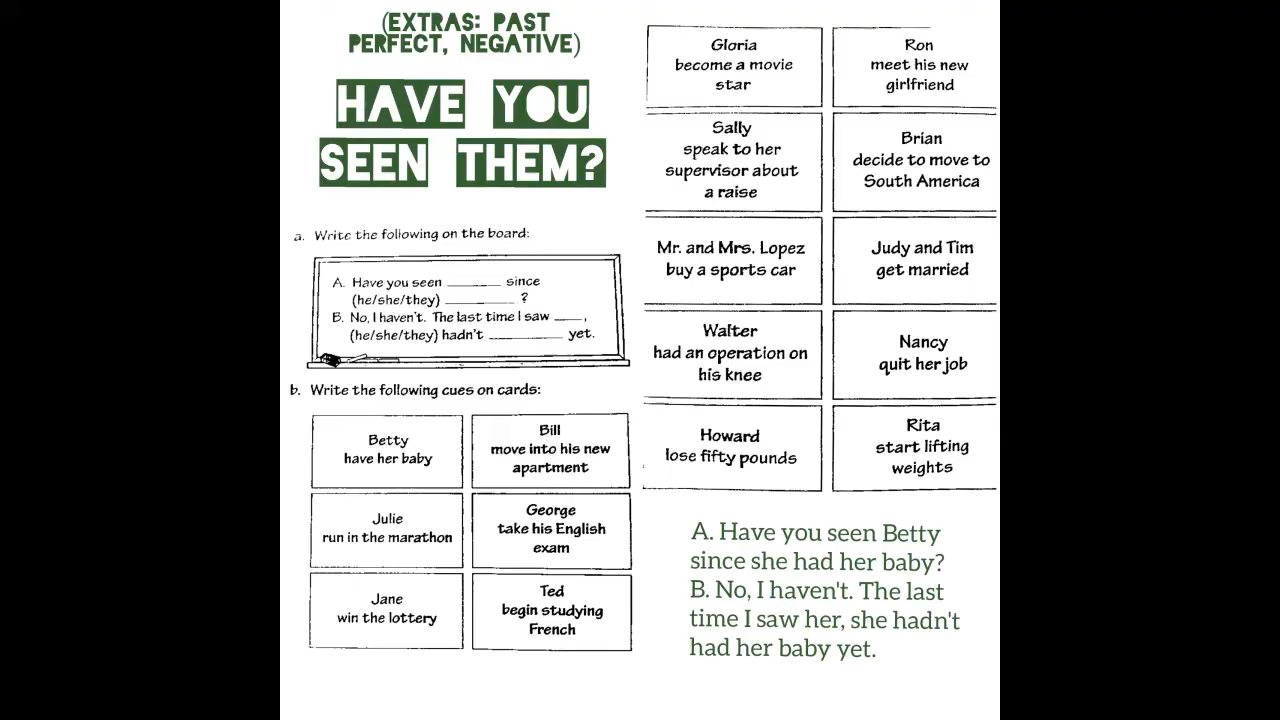 (EXTRAS: PAST
PERFECT, NEGATIVE)
HAVE YOU
SEEN THEM?
a. Write the following on the board:
A. Have you seen ________ since
(he/she/they) __________ ?
B. No, I haven't. The last time I saw ____,
(he/she/they) hadn't ___________ yet.
b. Write the following cues on cards:
Betty
have her baby
Bill
move into his new
apartment
Julie
run in the marathon
George
take his English
exam
Jane
win the lottery
Ted
begin studying
French
Gloria
become a movie
star
Ron
meet his new
girlfriend
Sally
speak to her
supervisor about
a raise
Brian
decide to move to
South America
Mr. and Mrs. Lopez
buy a sports car
Judy and Tim
get married
Walter
had an operation on
his knee
Nancy
quit her job
Howard
lose fifty pounds
Rita
start lifting
weights
A. Have you seen Betty
since she had her baby?
B. No, I haven't. The last
time I saw her, she hadn't
had her baby yet.